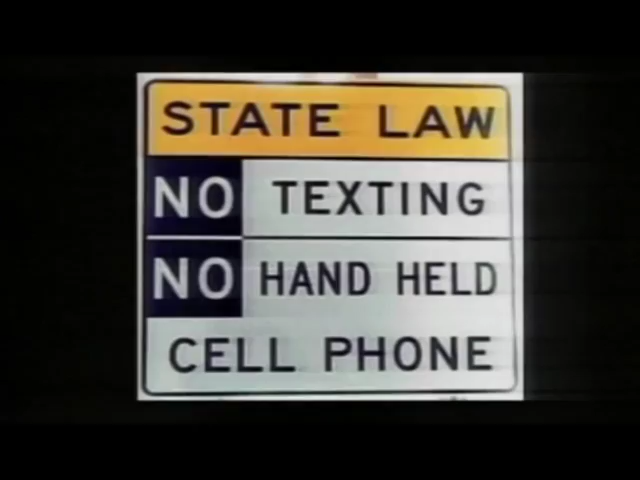 STATE LAW
NO TEXTING
NO HAND HELD
CELL PHONE